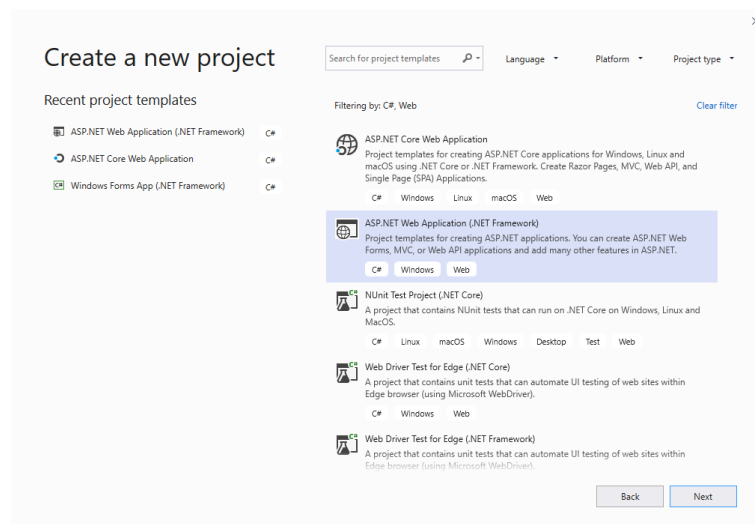 Create a new project
Search for project templates
Language
Platform
Project type
Recent project templates
ASP.NET Web Application (.NET Framework) C#
ASP.NET Core Web Application C#
Windows Forms App (.NET Framework) C#
Filtering by: C#, Web
Clear filter
ASP.NET Core Web Application
Project templates for creating ASP.NET Core applications for Windows, Linux and
macOS using .NET Core or .NET Framework. Create Razor Pages, MVC, Web API, and
Single Page (SPA) Applications.
C# Windows Linux macOS Web
ASP.NET Web Application (.NET Framework)
Project templates for creating ASP.NET applications. You can create ASP.NET Web
Forms, MVC, or Web API applications and add many other features in ASP.NET.
C# Windows Web
NUnit Test Project (.NET Core)
A project that contains NUnit tests that can run on .NET Core on Windows, Linux and
MacOS.
C# Linux macOS Windows Desktop Test Web
Web Driver Test for Edge (.NET Core)
A project that contains unit tests that can automate UI testing of web sites within
Edge browser (using Microsoft WebDriver).
C# Windows Web
Web Driver Test for Edge (.NET Framework)
A project that contains unit tests that can automate UI testing of web sites within
Edge browser (using Microsoft WebDriver).
Back
Next